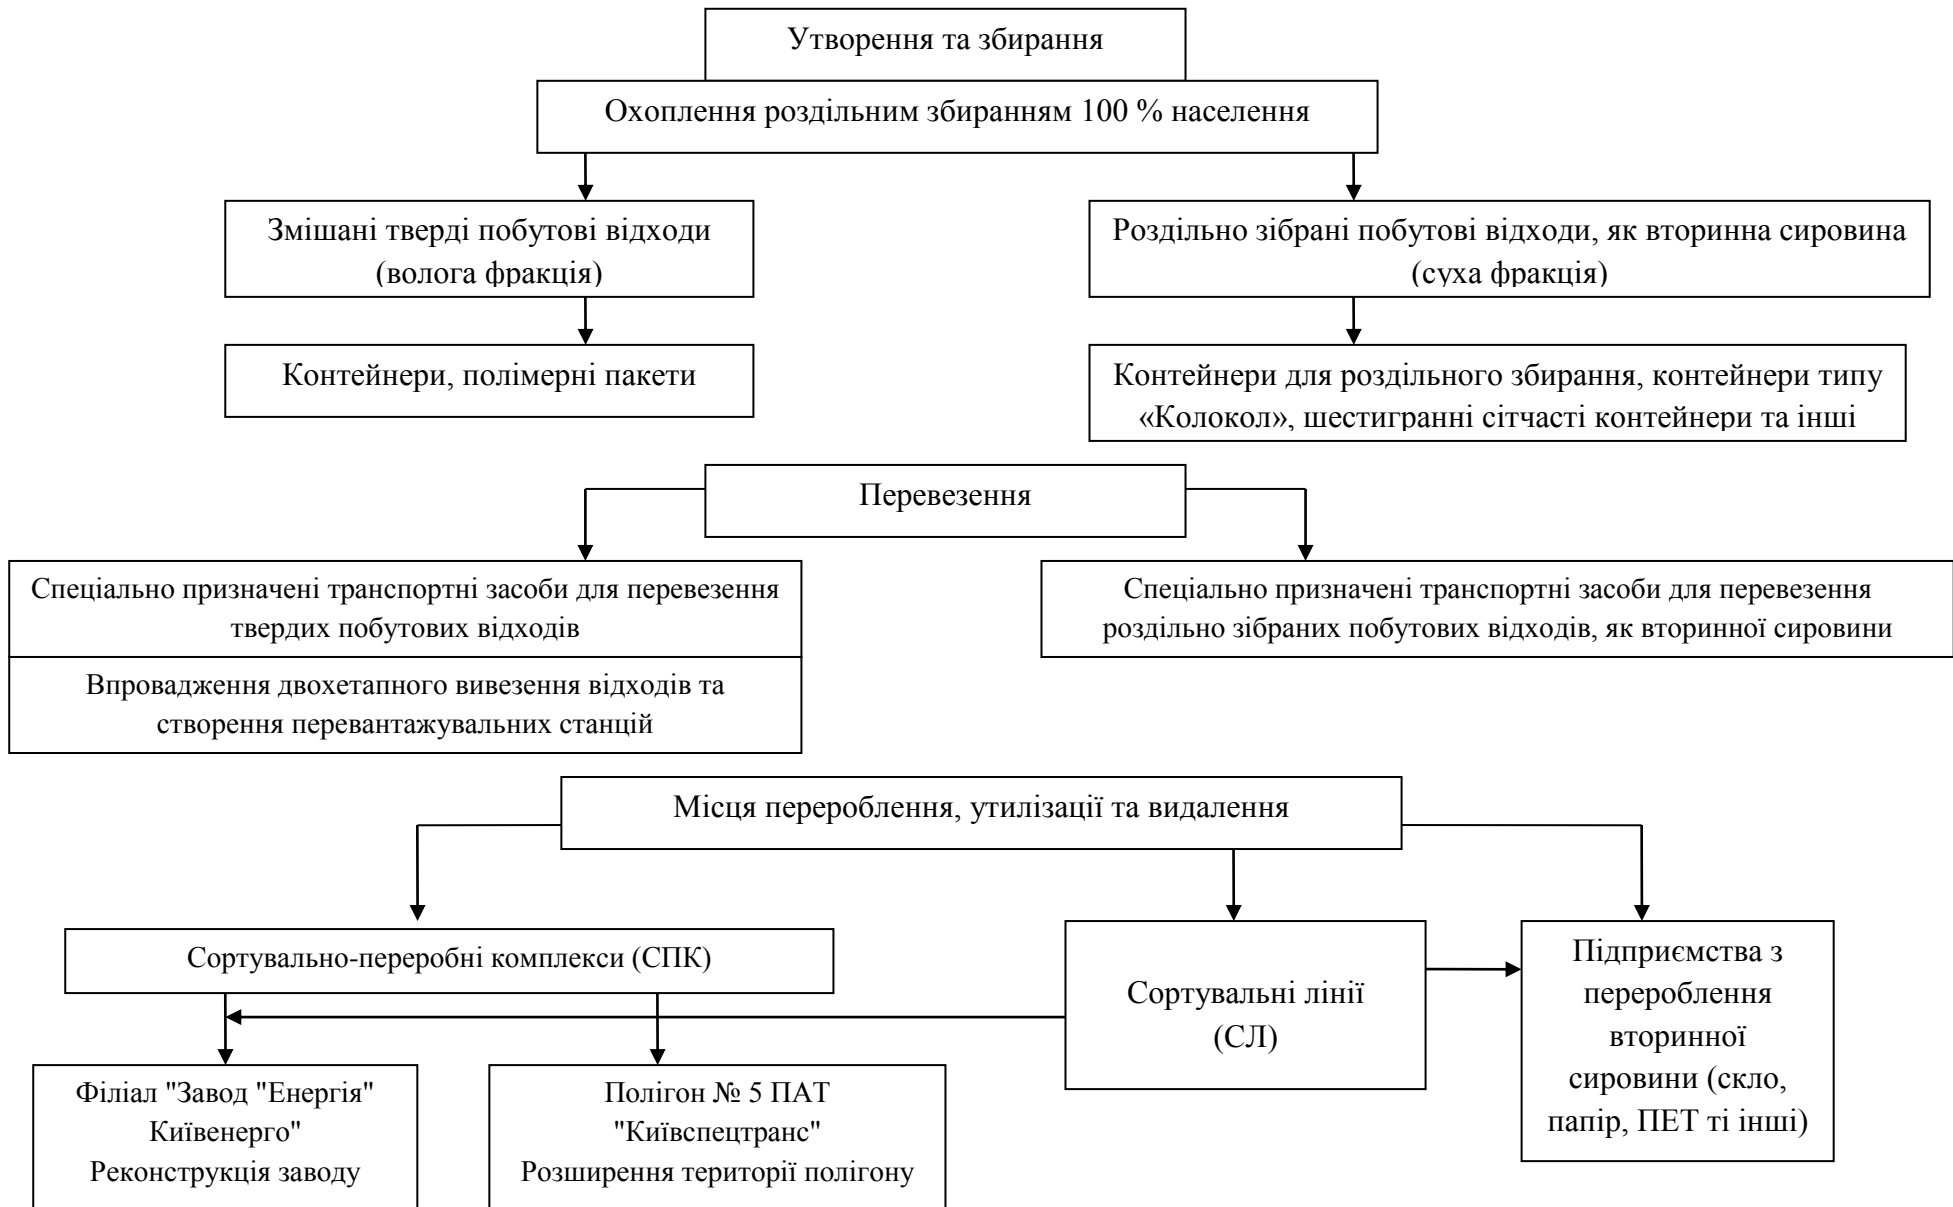 Утворення та збирання
Охоплення роздільним збиранням 100 % населення
Змішані тверді побутові відходи
(волога фракція)
Роздільно зібрані побутові відходи, як вторинна сировина
(суха фракція)
Контейнери, полімерні пакети
Контейнери для роздільного збирання, контейнери типу
«Колокол», шестигранні сітчасті контейнери та інші
Перевезення
Спеціально призначені транспортні засоби для перевезення
твердих побутових відходів
Впровадження двохетапного вивезення відходів та
створення перевантажувальних станцій
Спеціально призначені транспортні засоби для перевезення
роздільно зібраних побутових відходів, як вторинної сировини
Місця перероблення, утилізації та видалення
Сортувально-переробні комплекси (СПК)
Сортувальні лінії
(СЛ)
Підприємства з
перероблення
вторинної
сировини (скло,
папір, ПЕТ ті інші)
Філіал "Завод "Енергія"
Київенерго"
Реконструкція заводу
Полігон № 5 ПАТ
"Київспецтранс"
Розширення території полігону